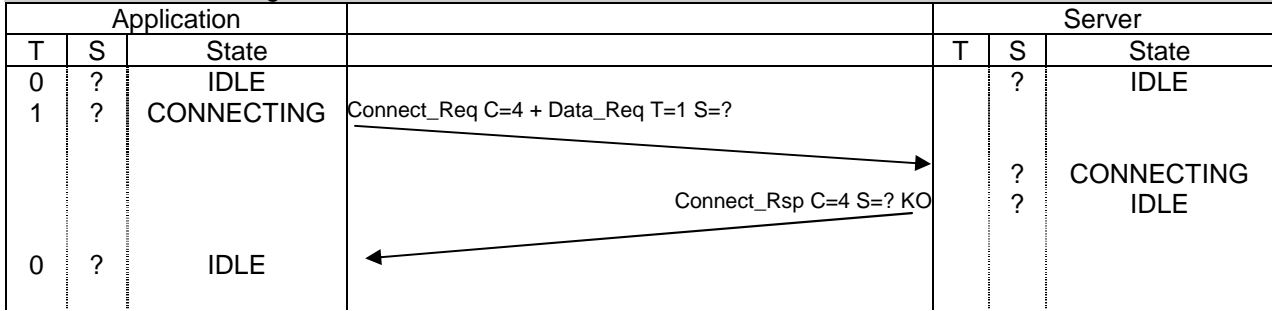 Application Server
T S State T S State
0 ? IDLE ? IDLE
1 ? CONNECTING Connect_Req C=4 + Data_Req T=1 S=?
? CONNECTING
Connect_Rsp C=4 S=? KO ? IDLE
0 ? IDLE